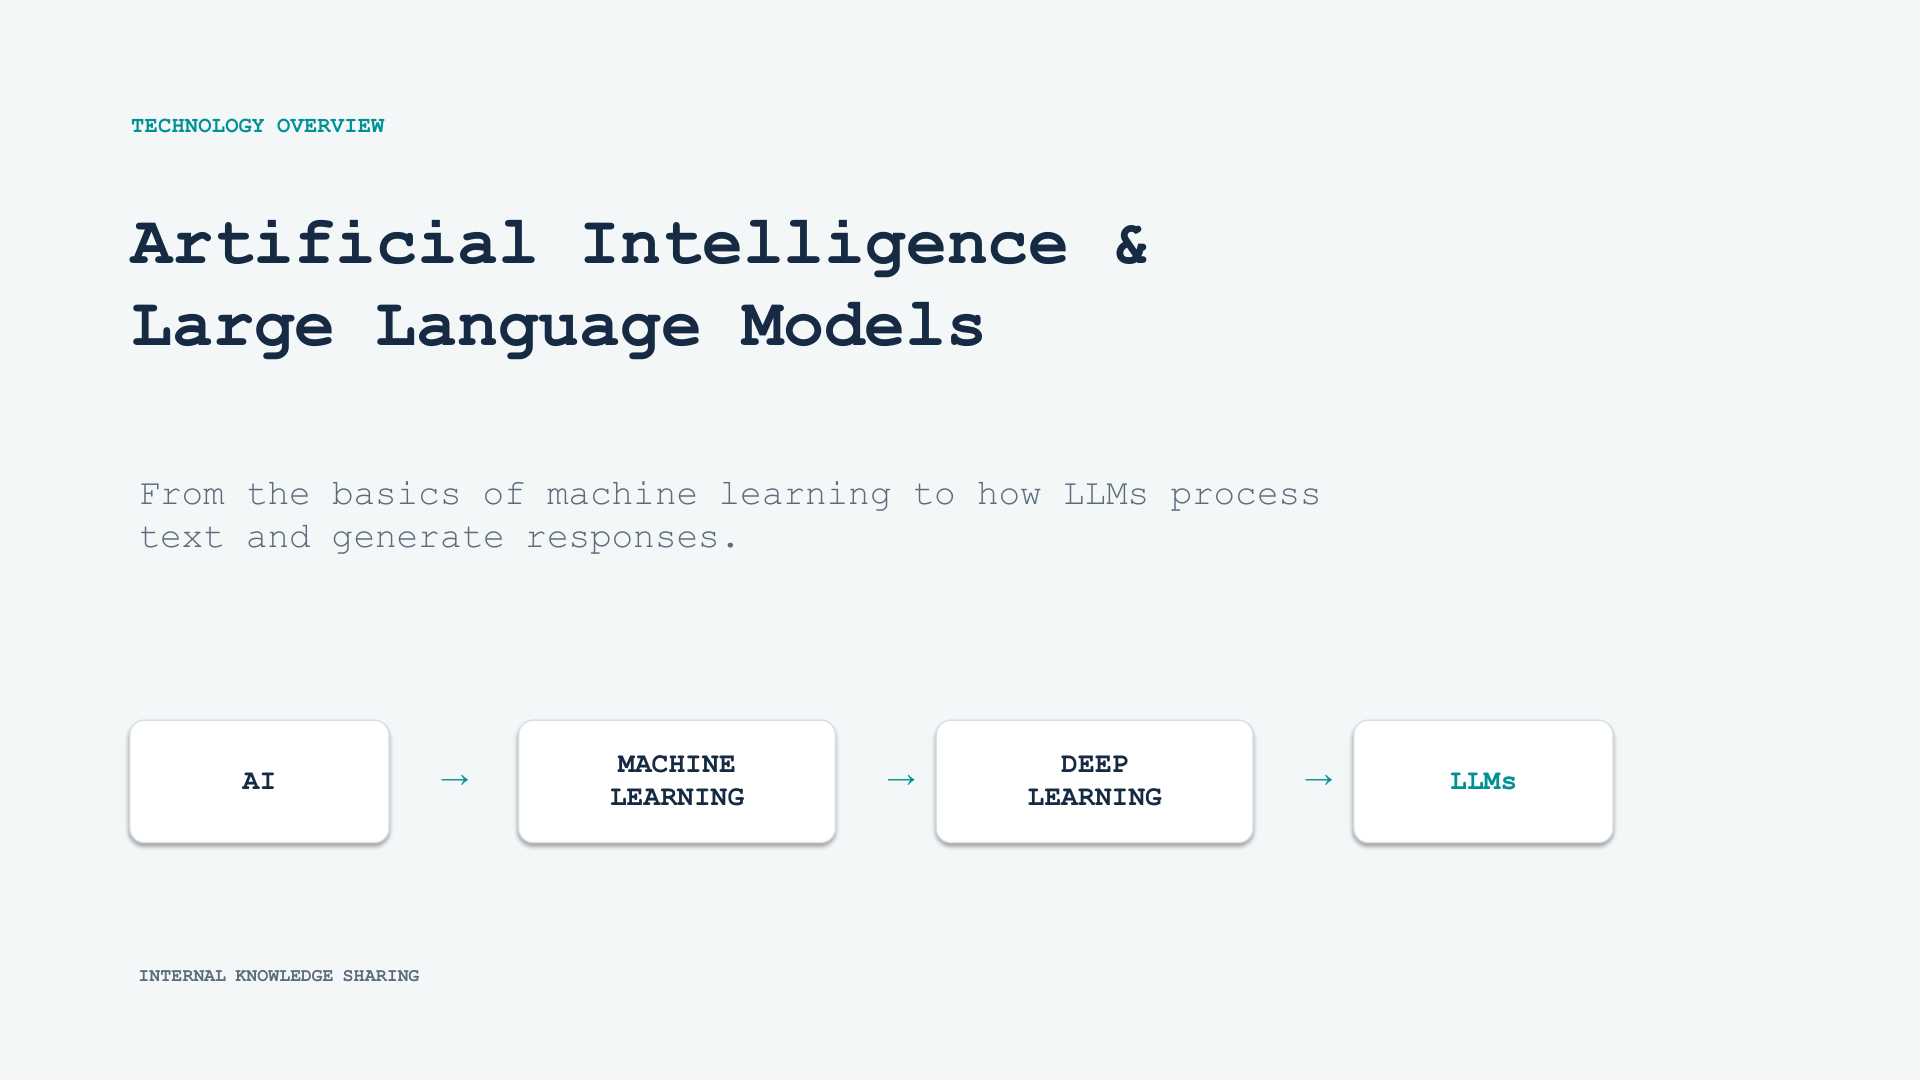 TECHNOLOGY OVERVIEW
Artificial Intelligence &
Large Language Models
From the basics of machine learning to how LLMs process
text and generate responses.
AI
→
MACHINE
LEARNING
→
DEEP
LEARNING
→
LLMs
INTERNAL KNOWLEDGE SHARING